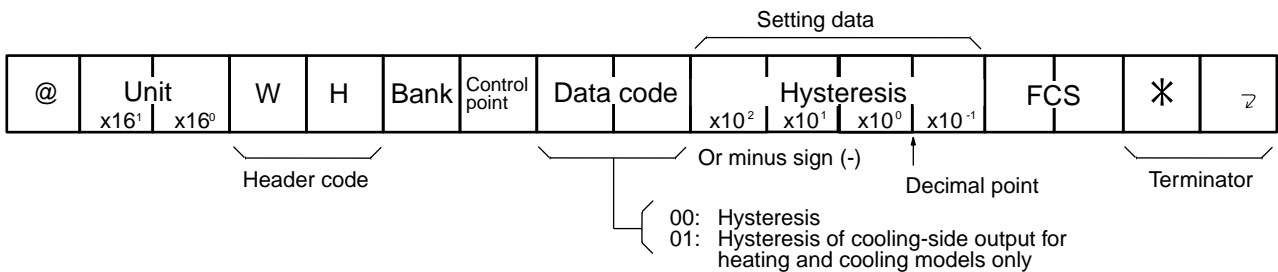 Setting data
@ Unit W H Bank Control point Data code Hysteresis FCS *
x16¹ x16⁰ x10² x10¹ x10⁰ x10⁻¹
Header code
Or minus sign (-)
Decimal point
Terminator
00: Hysteresis
01: Hysteresis of cooling-side output for
heating and cooling models only